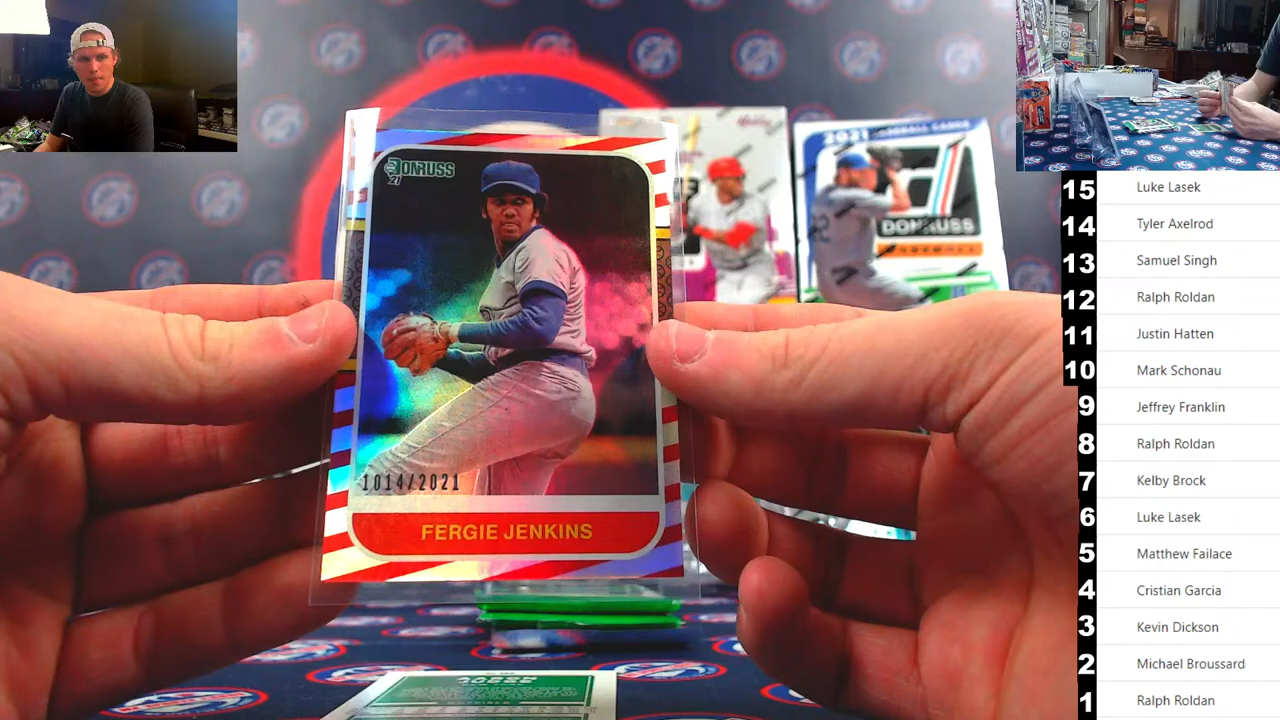 DONRUSS
21
1014/2021
FERGIE JENKINS
2021 BASEBALL CARDS
DONRUSS
BASEBALL
15 Luke Lasek
14 Tyler Axelrod
13 Samuel Singh
12 Ralph Roldan
11 Justin Hatten
10 Mark Schonau
9 Jeffrey Franklin
8 Ralph Roldan
7 Kelby Brock
6 Luke Lasek
5 Matthew Failace
4 Cristian Garcia
3 Kevin Dickson
2 Michael Broussard
1 Ralph Roldan